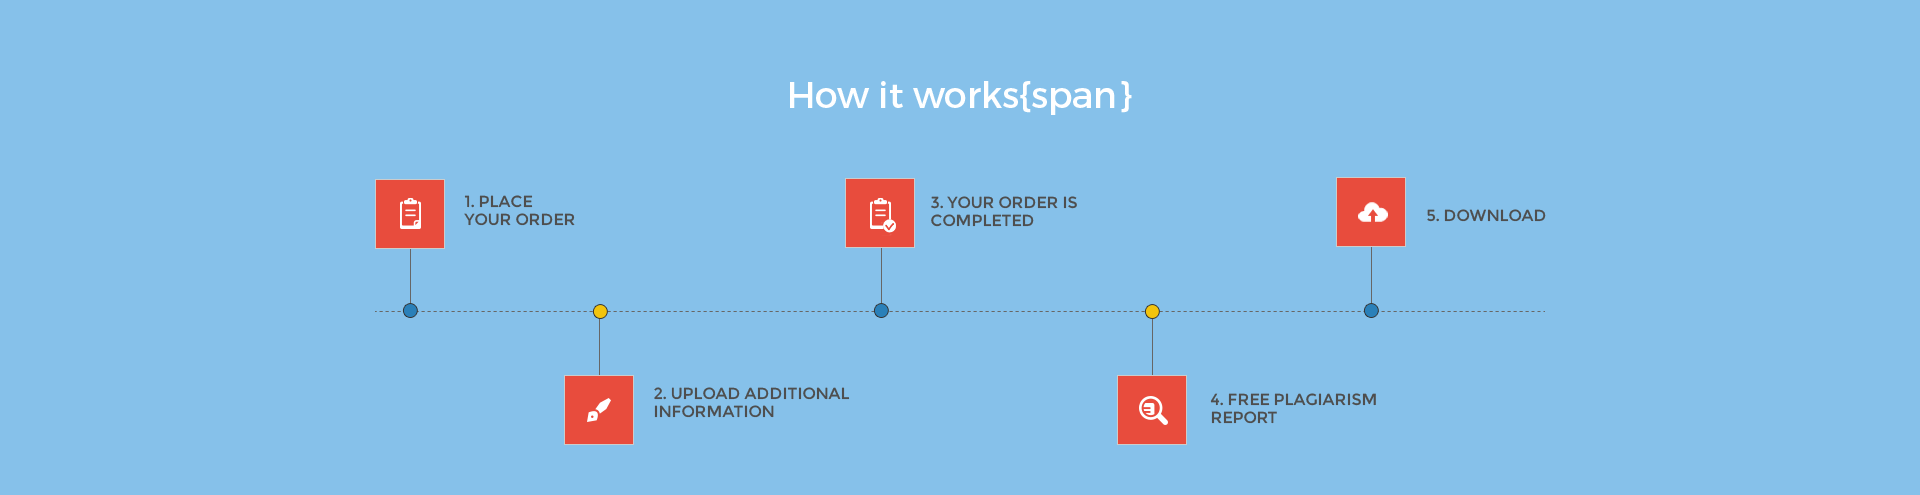 How it works{span}
1. PLACE
YOUR ORDER
2. UPLOAD ADDITIONAL
INFORMATION
3. YOUR ORDER IS
COMPLETED
4. FREE PLAGIARISM
REPORT
5. DOWNLOAD